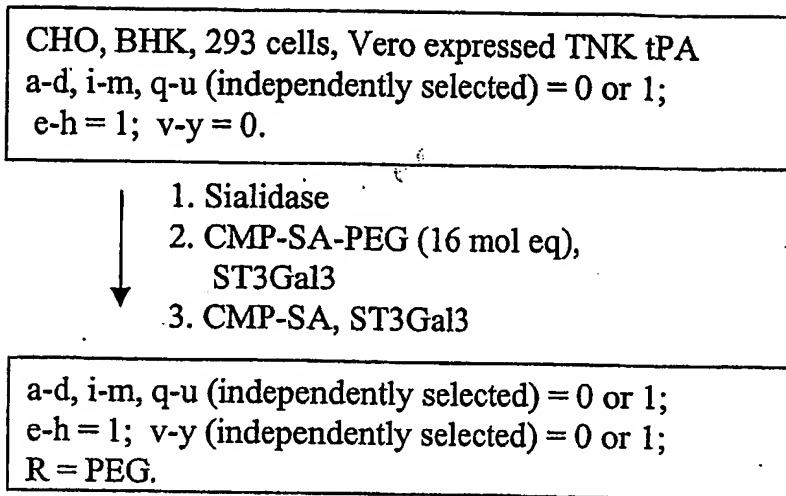 CHO, BHK, 293 cells, Vero expressed TNK tPA
a-d, i-m, q-u (independently selected) = 0 or 1;
e-h = 1; v-y = 0.
1. Sialidase
2. CMP-SA-PEG (16 mol eq),
ST3Gal3
3. CMP-SA, ST3Gal3
a-d, i-m, q-u (independently selected) = 0 or 1;
e-h = 1; v-y (independently selected) = 0 or 1;
R = PEG.